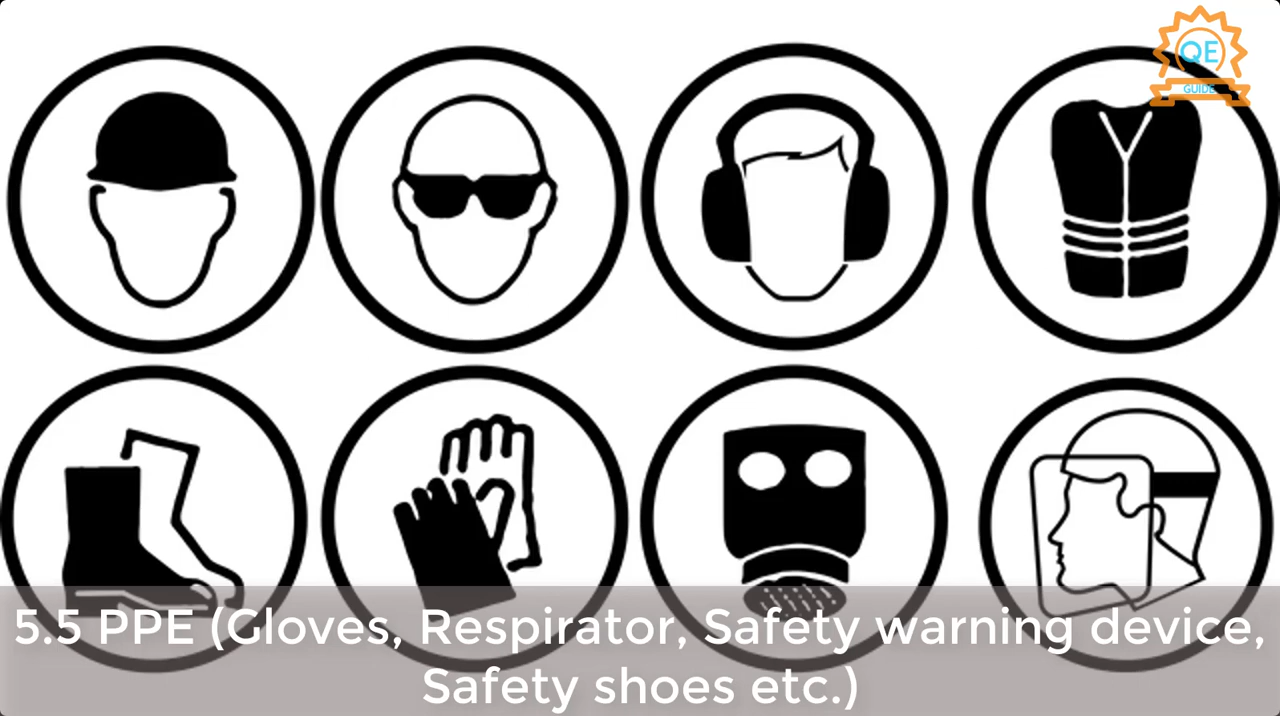 QE
GUIDE
5.5 PPE (Gloves, Respirator, Safety warning device,
Safety shoes etc.)